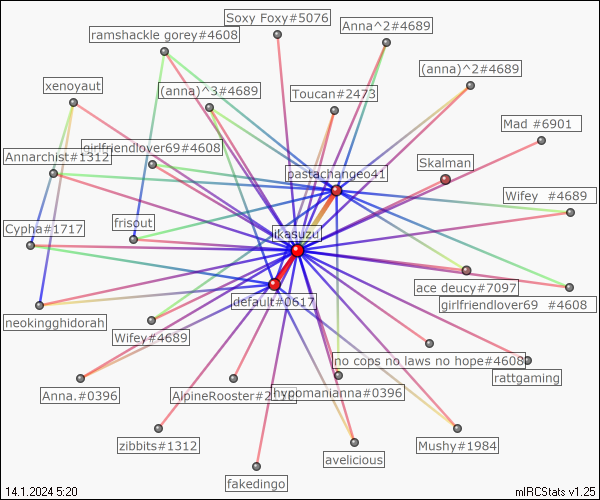 Soxy Foxy#5076
Anna^2#4689
ramshackle gorey#4608
(anna)^2#4689
xenoyaut
(anna)^3#4689
Toucan#2473
Mad #6901
girlfriendlover69#4608
Annarchist#1312
Skalman
pastachangeo41
Wifey  #4689
frisout
Cypha#1717
ikasuzu
ace deucy#7097
default#0617
girlfriendlover69  #4608
neokingghidorah
Wifey#4689
no cops no laws no hope#4608
rattgaming
Anna.#0396
hypomanianna#0396
zibbits#1312
Mushy#1984
avelicious
fakedingo
14.1.2024 5:20
mIRCStats v1.25